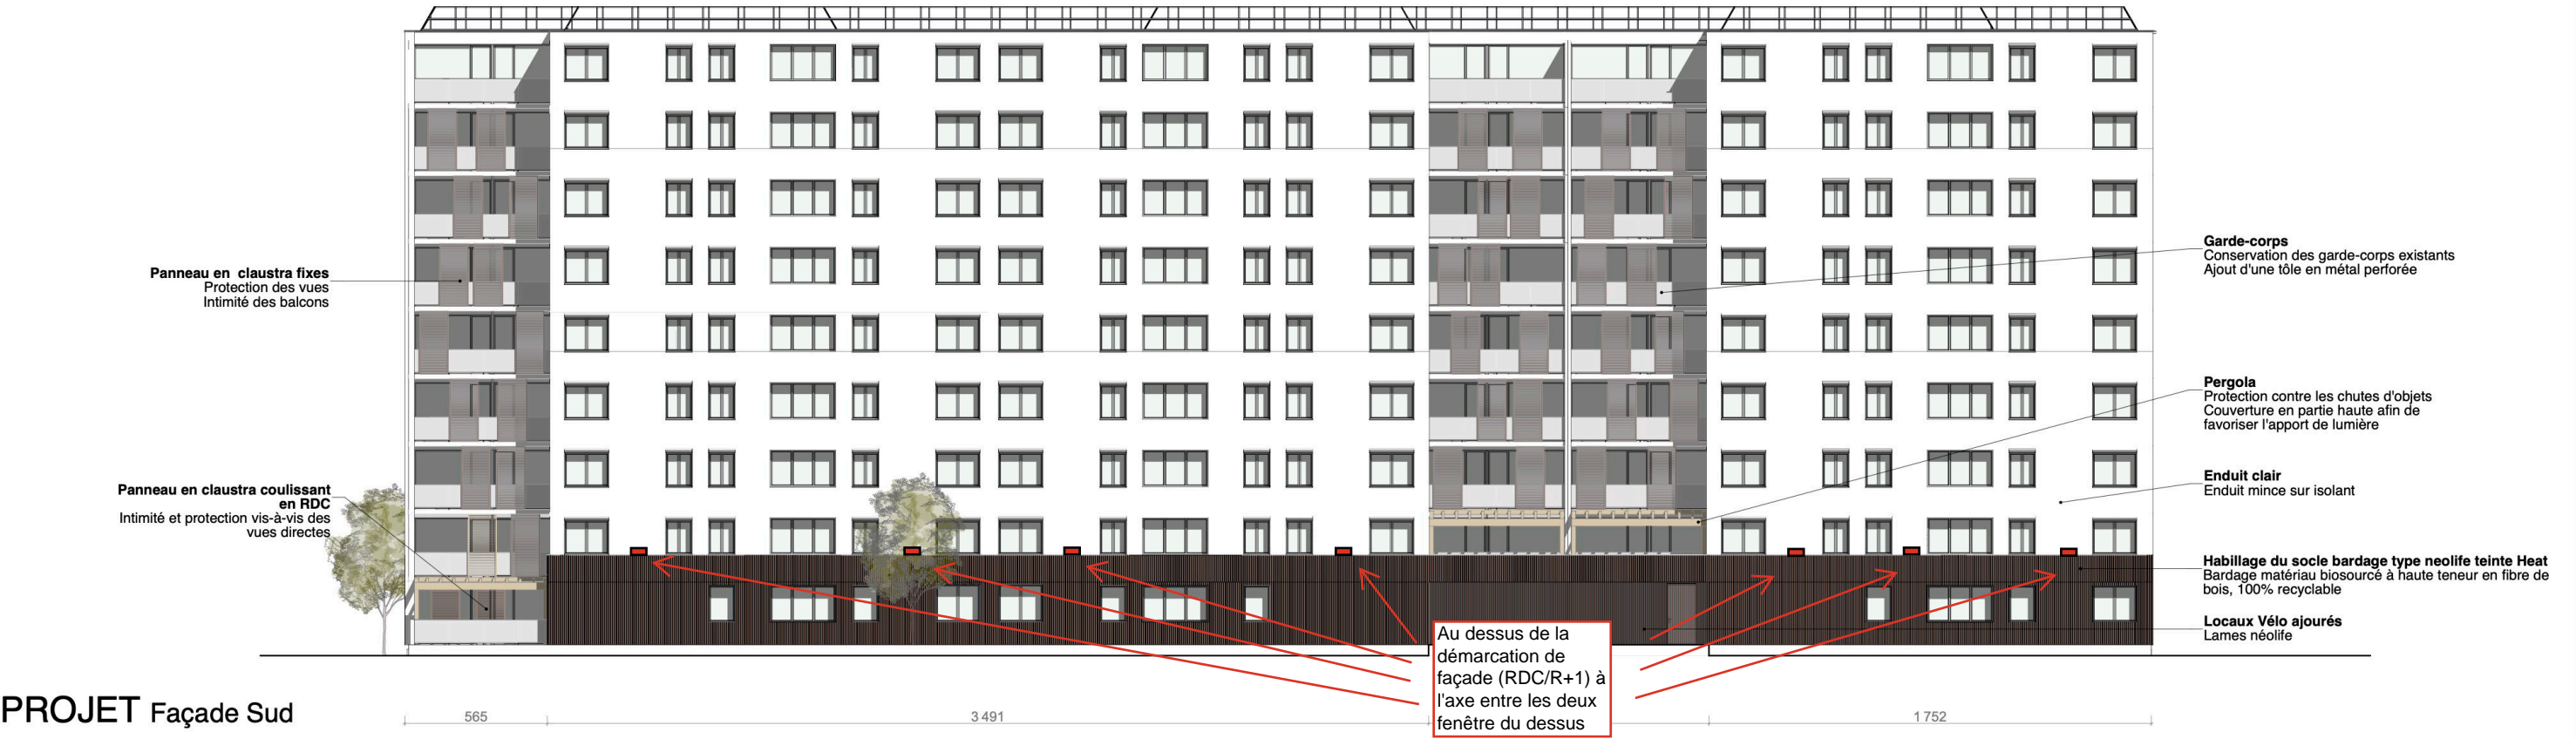 Panneau en claustra fixes
Protection des vues
Intimité des balcons
Panneau en claustra coulissant
en RDC
Intimité et protection vis-à-vis des
vues directes
Garde-corps
Conservation des garde-corps existants
Ajout d'une tôle en métal perforée
Pergola
Protection contre les chutes d'objets
Couverture en partie haute afin de
favoriser l'apport de lumière
Enduit clair
Enduit mince sur isolant
Habillage du socle bardage type neolife teinte Heat
Bardage matériau biosourcé à haute teneur en fibre de
bois, 100% recyclable
Locaux Vélo ajourés
Lames néolife
Au dessus de la
démarcation de
façade (RDC/R+1) à
l'axe entre les deux
fenêtre du dessus
PROJET Façade Sud
565
3 491
1 752